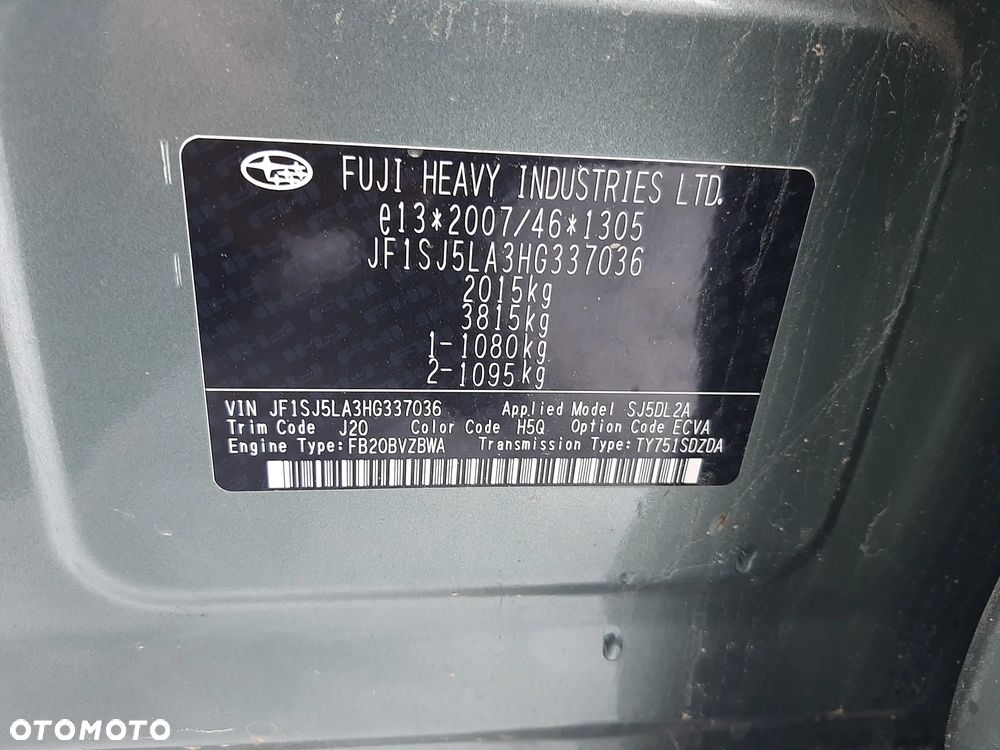 FUJI HEAVY INDUSTRIES LTD.
e13*2007/46*1305
JF1SJ5LA3HG337036
2015kg
3815kg
1-1080kg
2-1095kg
VIN JF1SJ5LA3HG337036 Applied Model SJ5DL2A
Trim Code J20 Color Code H5Q Option Code ECVA
Engine Type:FB20BVZBWA Transmission Type:TY751SDZDA
OTOMOTO